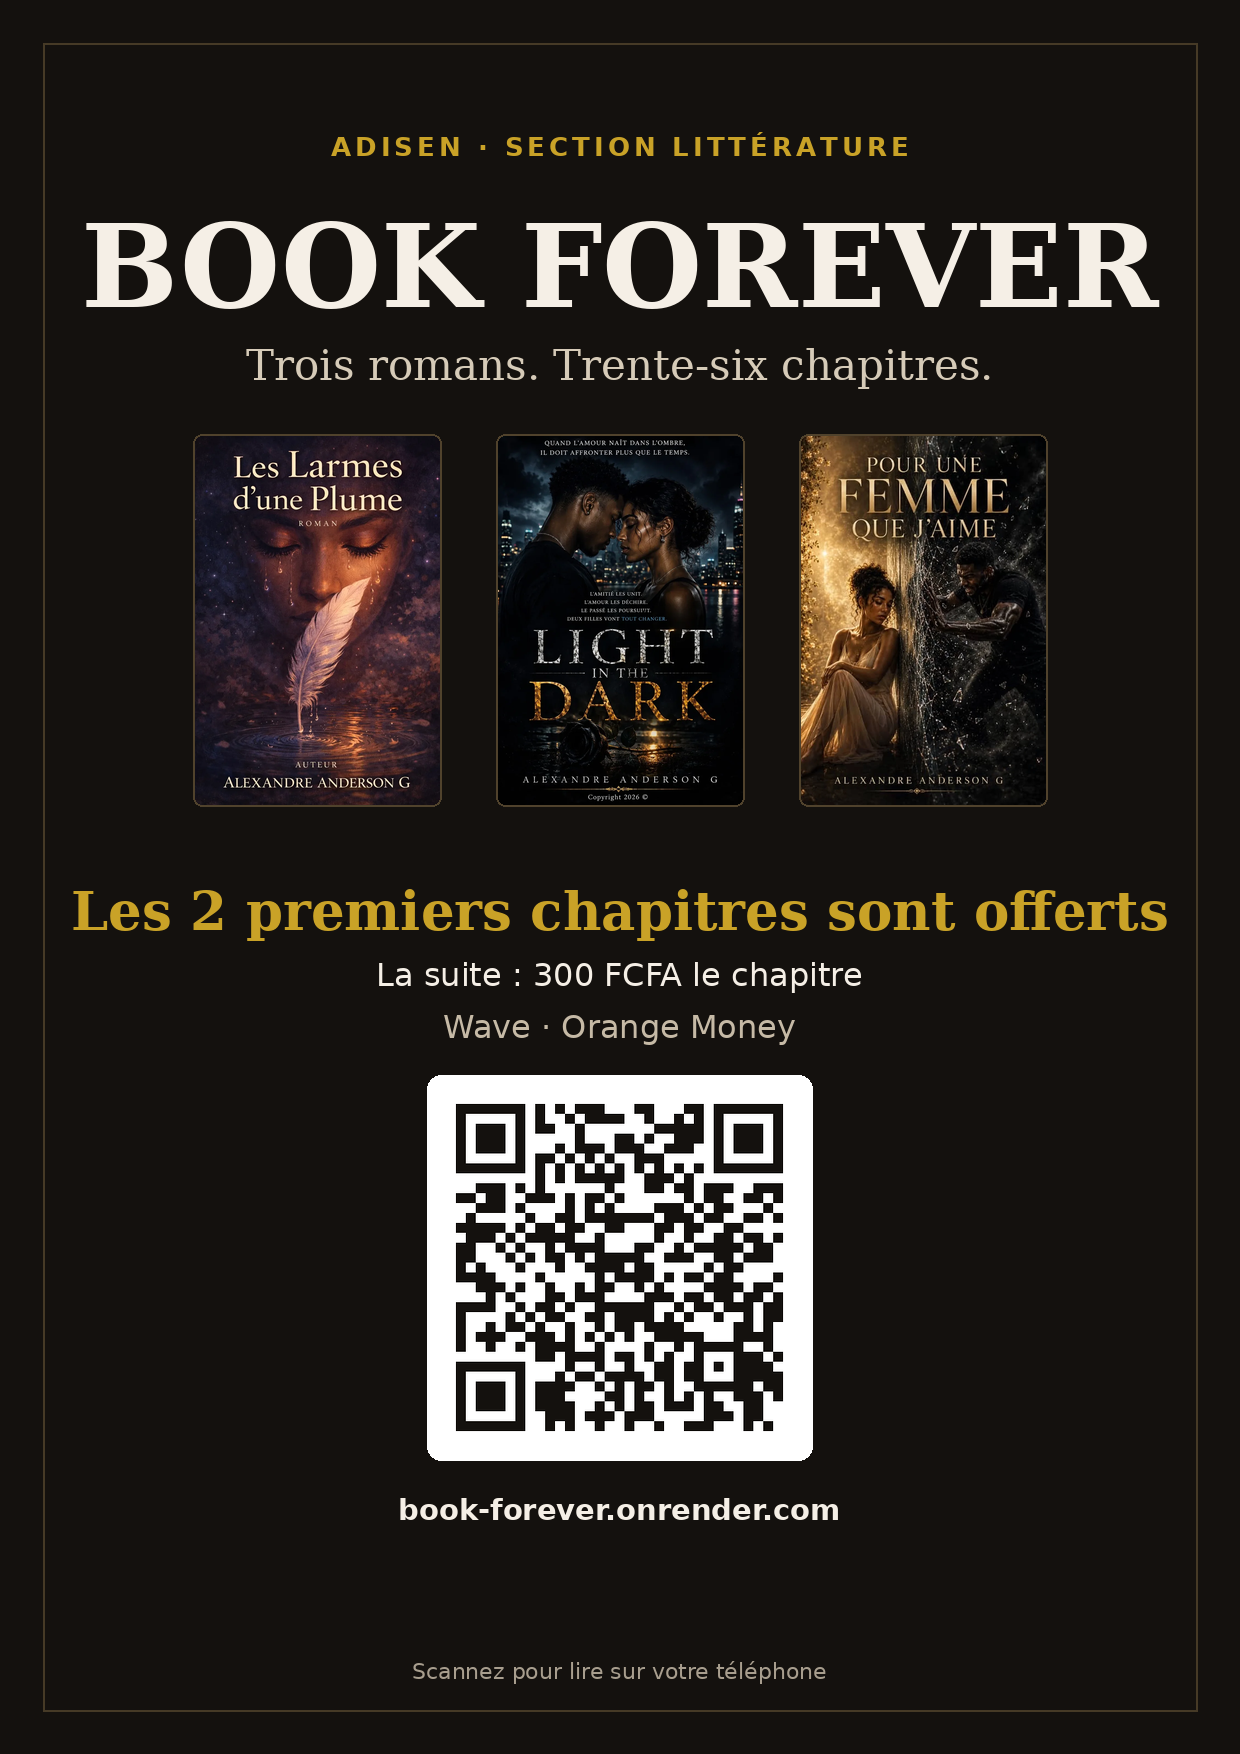 ADISEN · SECTION LITTÉRATURE
BOOK FOREVER
Trois romans. Trente-six chapitres.
Les Larmes
d'une Plume
ROMAN
AUTEUR
ALEXANDRE ANDERSON G
QUAND L'AMOUR NAÎT DANS L'OMBRE,
IL DOIT AFFRONTER PLUS QUE LE TEMPS.
L'AMITIÉ LES UNIT.
L'AMOUR LES DÉCHIRE.
LE PASSÉ LES POURSUIT.
DEUX FILLES VONT TOUT CHANGER.
LIGHT
IN THE
DARK
ALEXANDRE ANDERSON G
Copyright 2026 ©
POUR UNE
FEMME
QUE J'AIME
ALEXANDRE ANDERSON G
Les 2 premiers chapitres sont offerts
La suite : 300 FCFA le chapitre
Wave · Orange Money
book-forever.onrender.com
Scannez pour lire sur votre téléphone